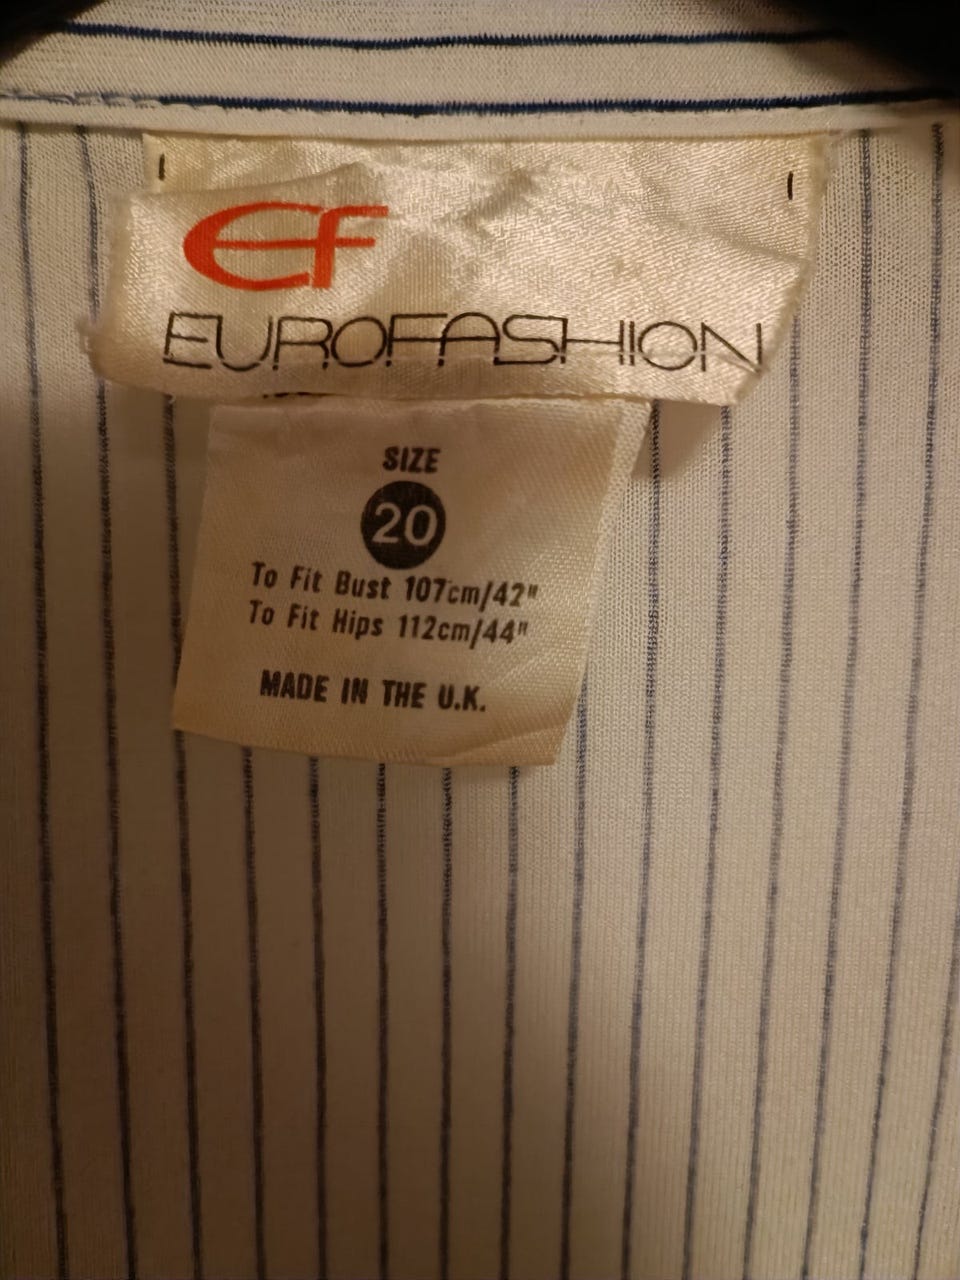 EF
EUROFASHION
SIZE
20
To Fit Bust 107cm/42"
To Fit Hips 112cm/44"
MADE IN THE U.K.